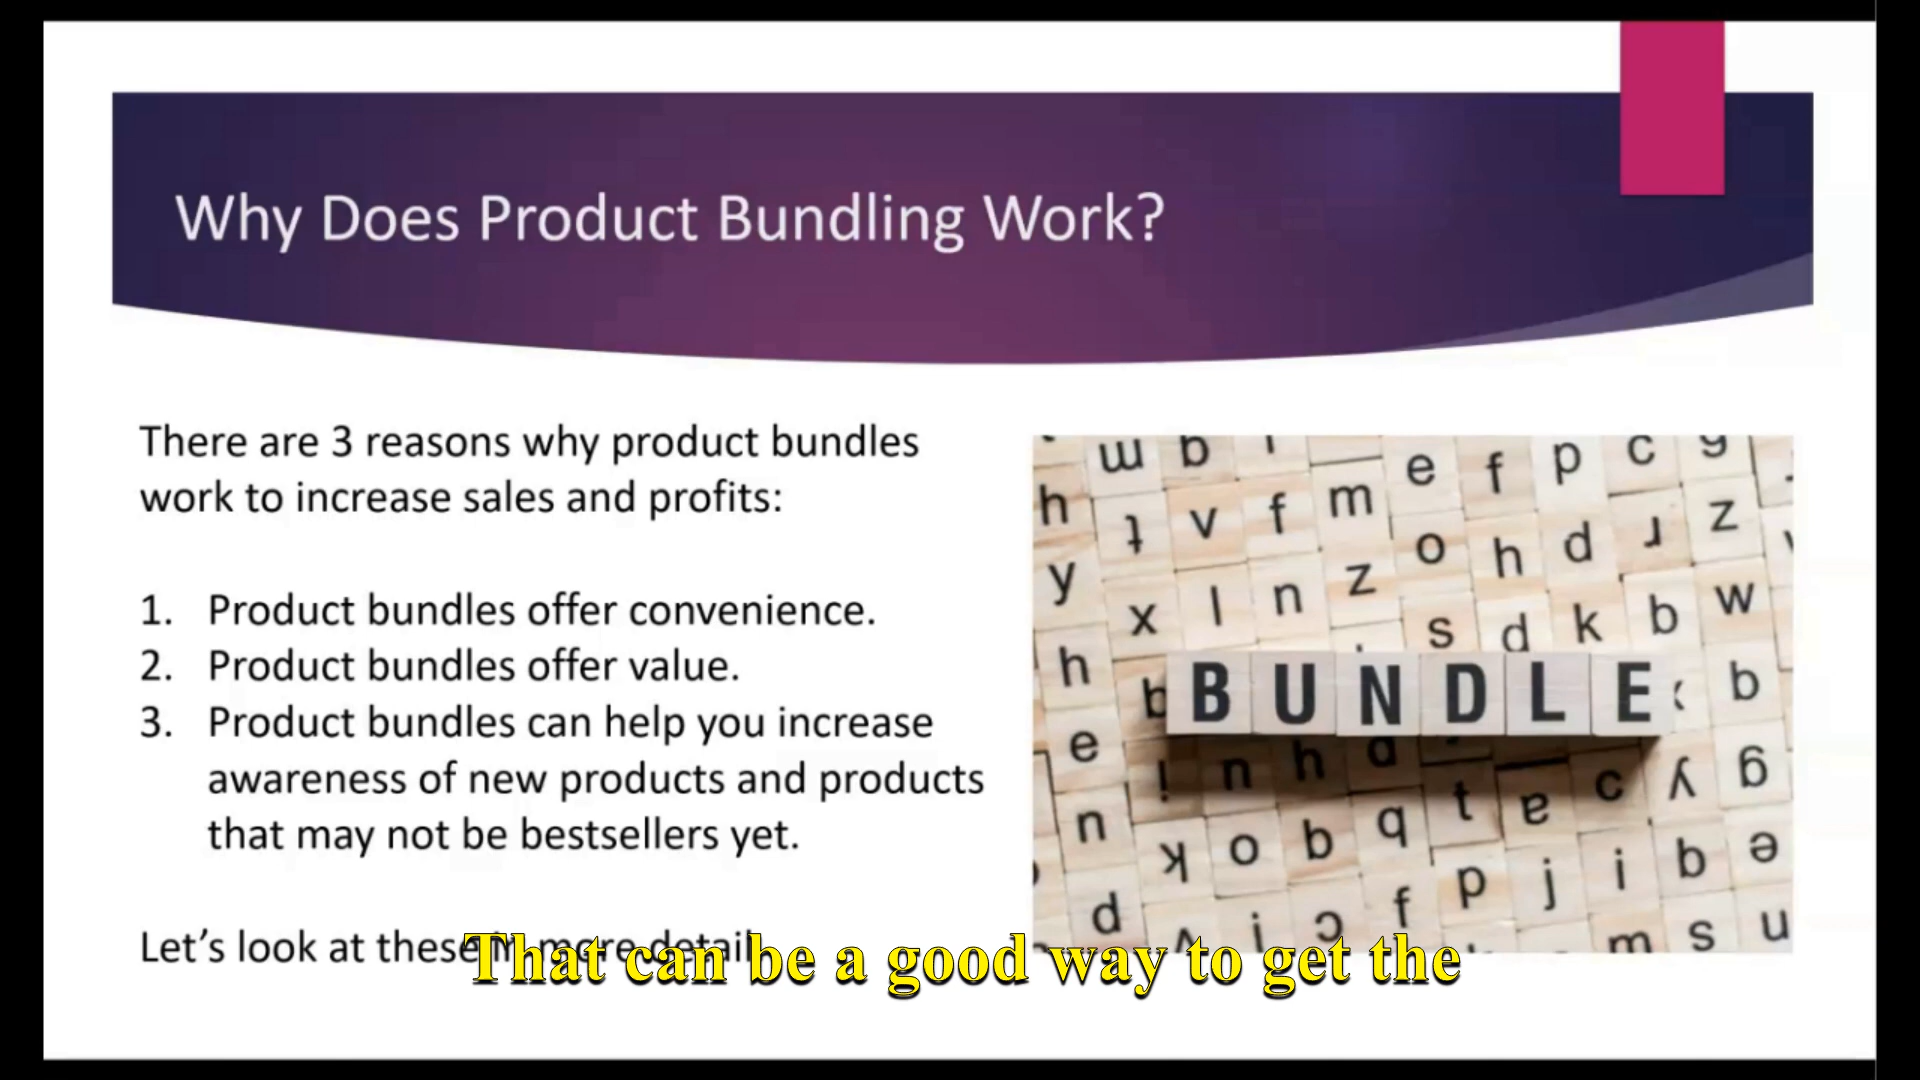 Why Does Product Bundling Work?
There are 3 reasons why product bundles
work to increase sales and profits:
1. Product bundles offer convenience.
2. Product bundles offer value.
3. Product bundles can help you increase
awareness of new products and products
that may not be bestsellers yet.
Let's look at these in more detail
BUNDLE
That can be a good way to get the